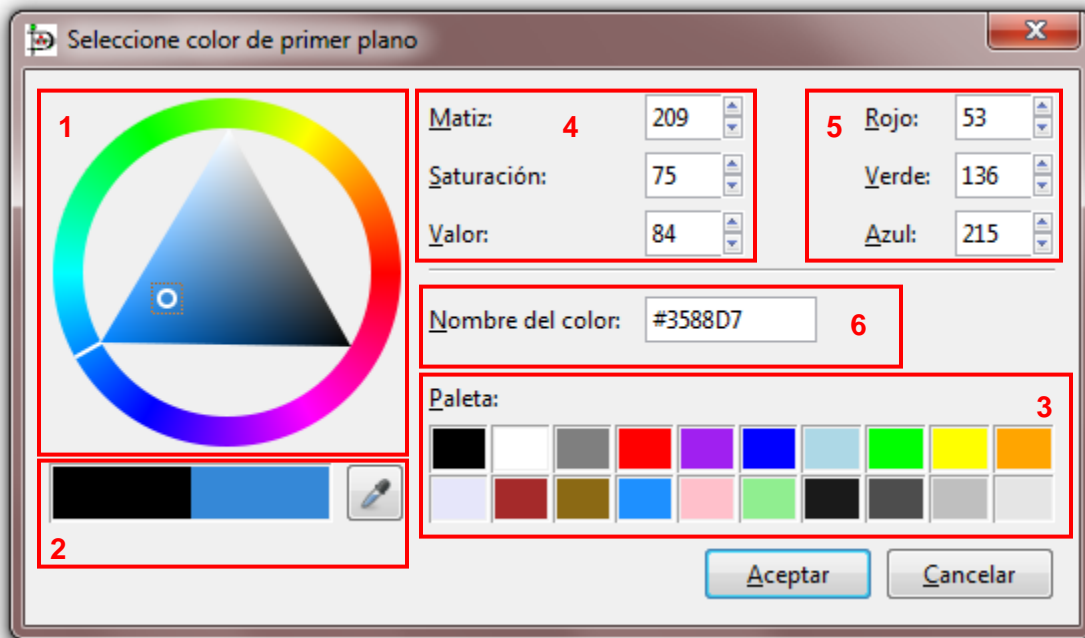 Seleccione color de primer plano
1
Matiz: 209
4
Saturación: 75
Valor: 84
5
Rojo: 53
Verde: 136
Azul: 215
Nombre del color: #3588D7
6
Paleta:
3
2
Aceptar
Cancelar